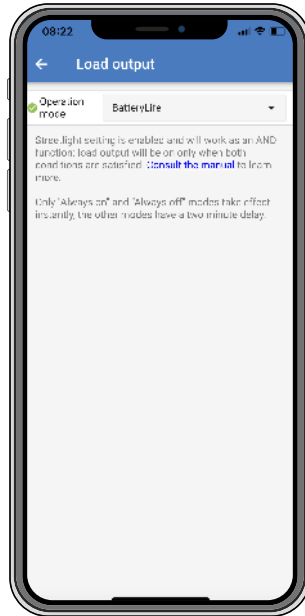 08:22
Load output
Operation
mode
BatteryLife
Streetlight setting is enabled and will work as an AND
function: load output will be on only when both
conditions are satisfied. Consult the manual to learn
more.
Only "Always on" and "Always off" modes take effect
instantly, the other modes have a two minute delay.